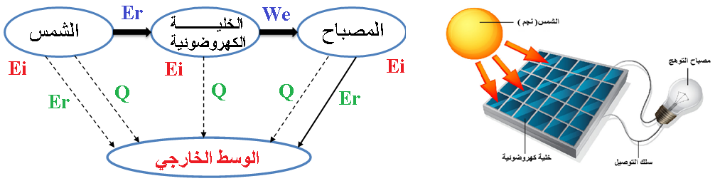 الشمس
Er
الخليـــــة
الكهروضوئية
We
المصباح
Ei
Ei
Ei
Er
Q
Q
Q
Er
الوسط الخارجي
الشمس( نجم )
مصباح التوهج
خلية كهروضوئية
سلك التوصيل